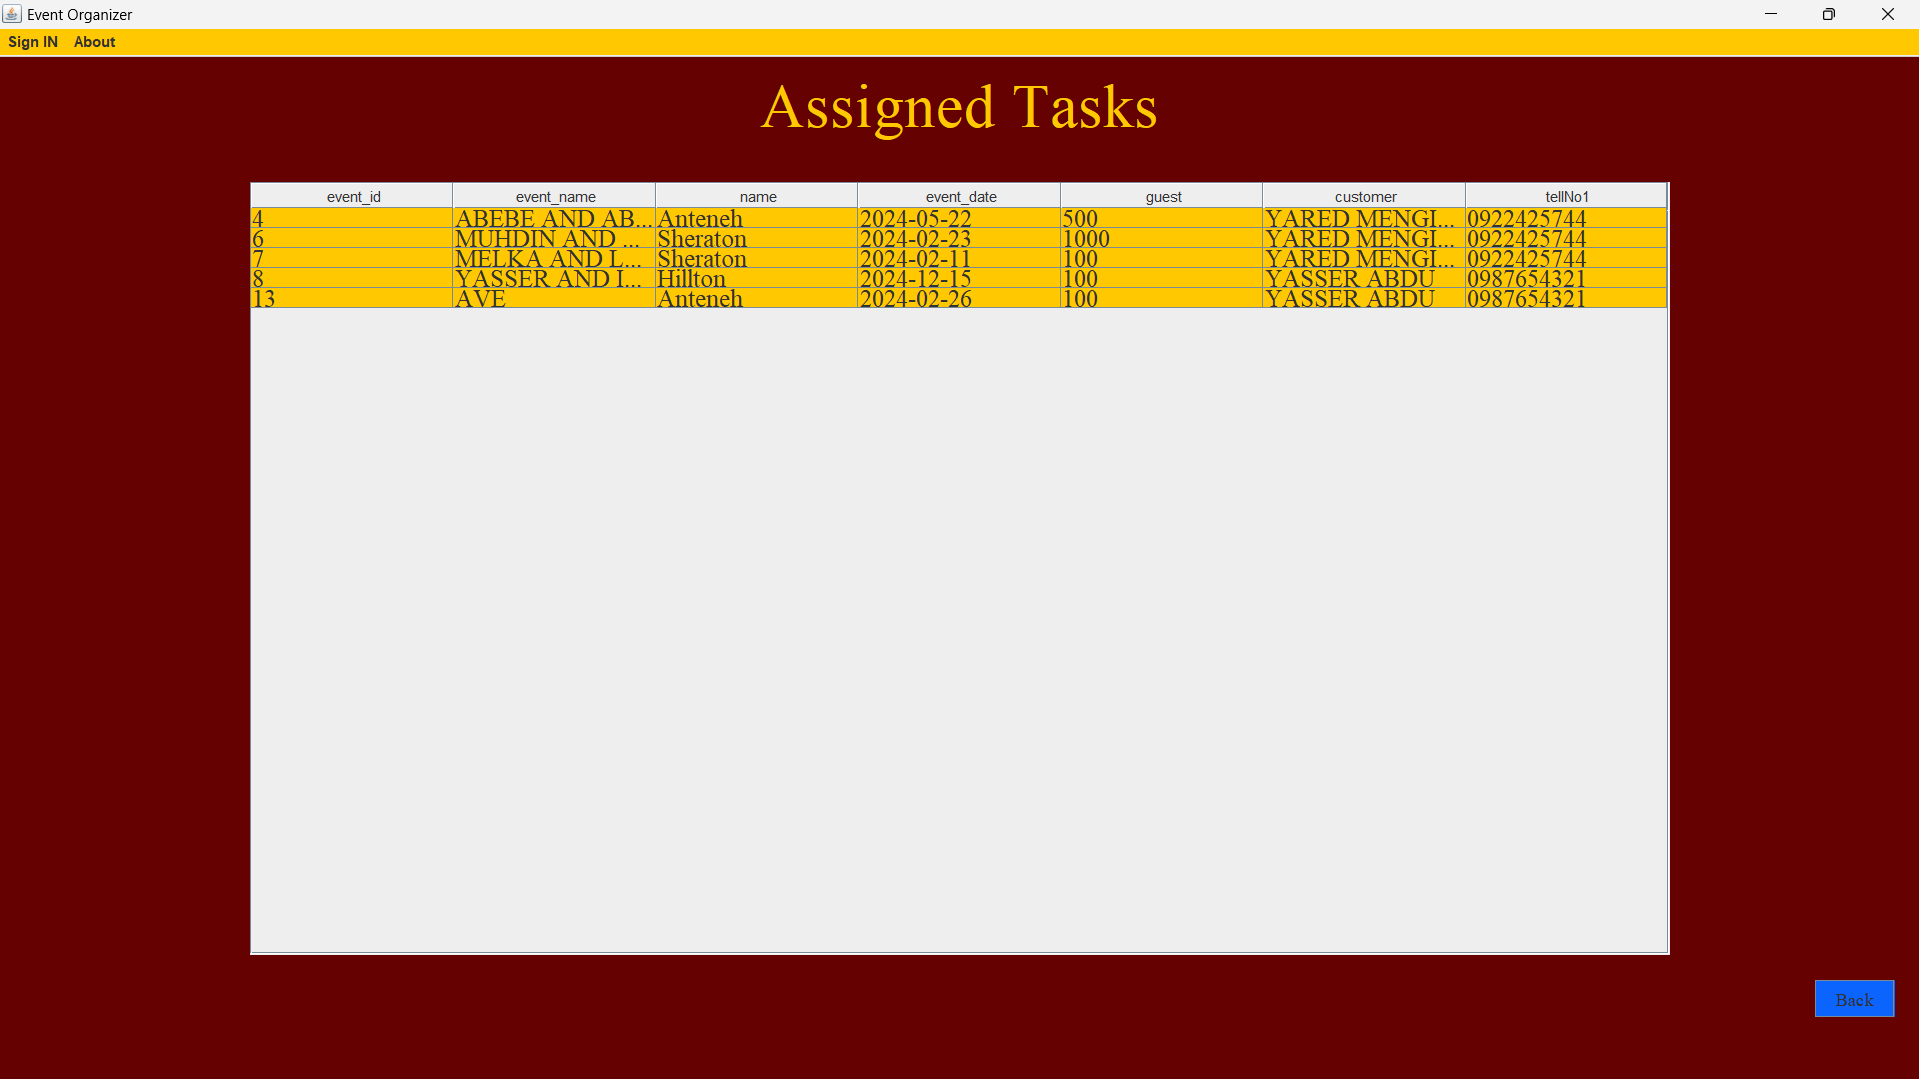 Event Organizer
Sign IN About
Assigned Tasks
event_id event_name name event_date guest customer tellNo1
4 ABEBE AND AB... Anteneh 2024-05-22 500 YARED MENGI... 0922425744
6 MUHDIN AND ... Sheraton 2024-02-23 1000 YARED MENGI... 0922425744
7 MELKA AND L... Sheraton 2024-02-11 100 YARED MENGI... 0922425744
8 YASSER AND I... Hillton 2024-12-15 100 YASSER ABDU 0987654321
13 AVE Anteneh 2024-02-26 100 YASSER ABDU 0987654321
Back